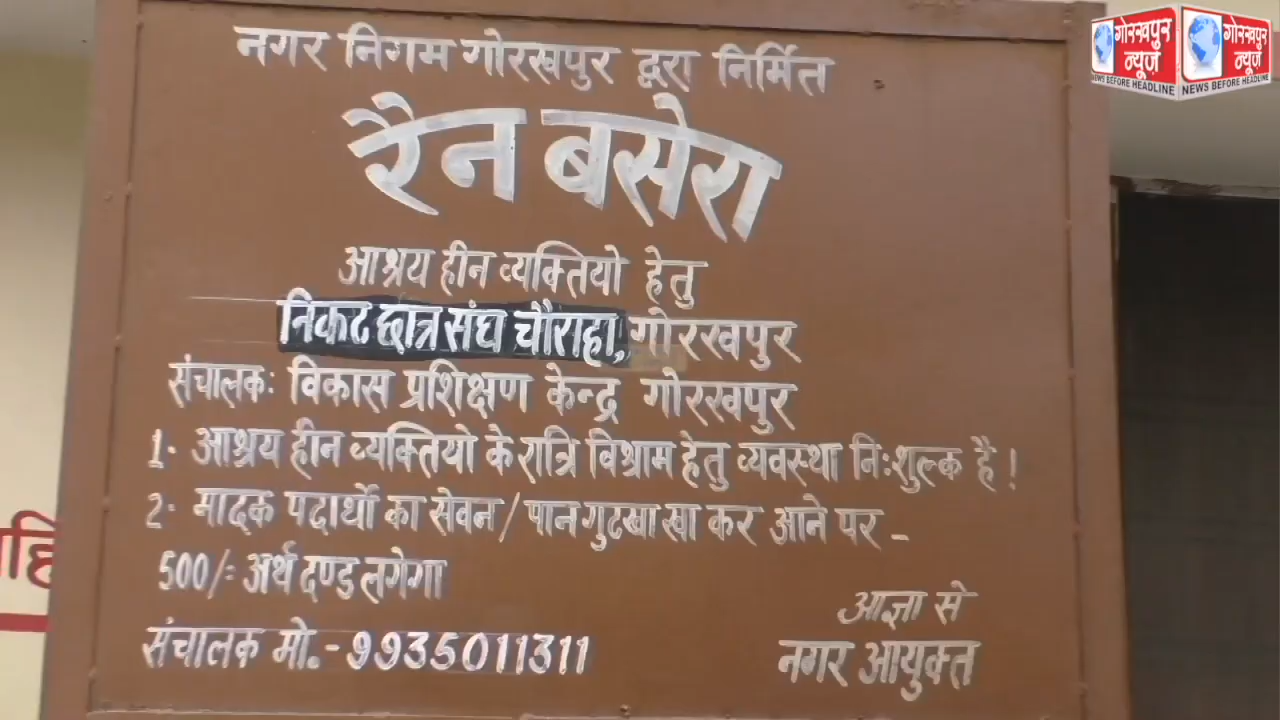 नगर निगम गोरखपुर द्वारा निर्मित
रैन बसेरा
आश्रय हीन व्यक्तियो हेतु
निकट छात्र संघ चौराहा, गोरखपुर
संचालक: विकास प्रशिक्षण केन्द्र गोरखपुर
1- आश्रय हीन व्यक्तियो के रात्रि विश्राम हेतु व्यवस्था नि:शुल्क है !
2- मादक पदार्थो का सेवन / पान गुटखा खा कर आने पर -
500/= अर्थ दण्ड लगेगा
संचालक मो.- 9935011311
आज्ञा से
नगर आयुक्त
गोरखपुर न्यूज़
NEWS BEFORE HEADLINE
गोरखपुर न्यूज़
NEWS BEFORE HEADLINE